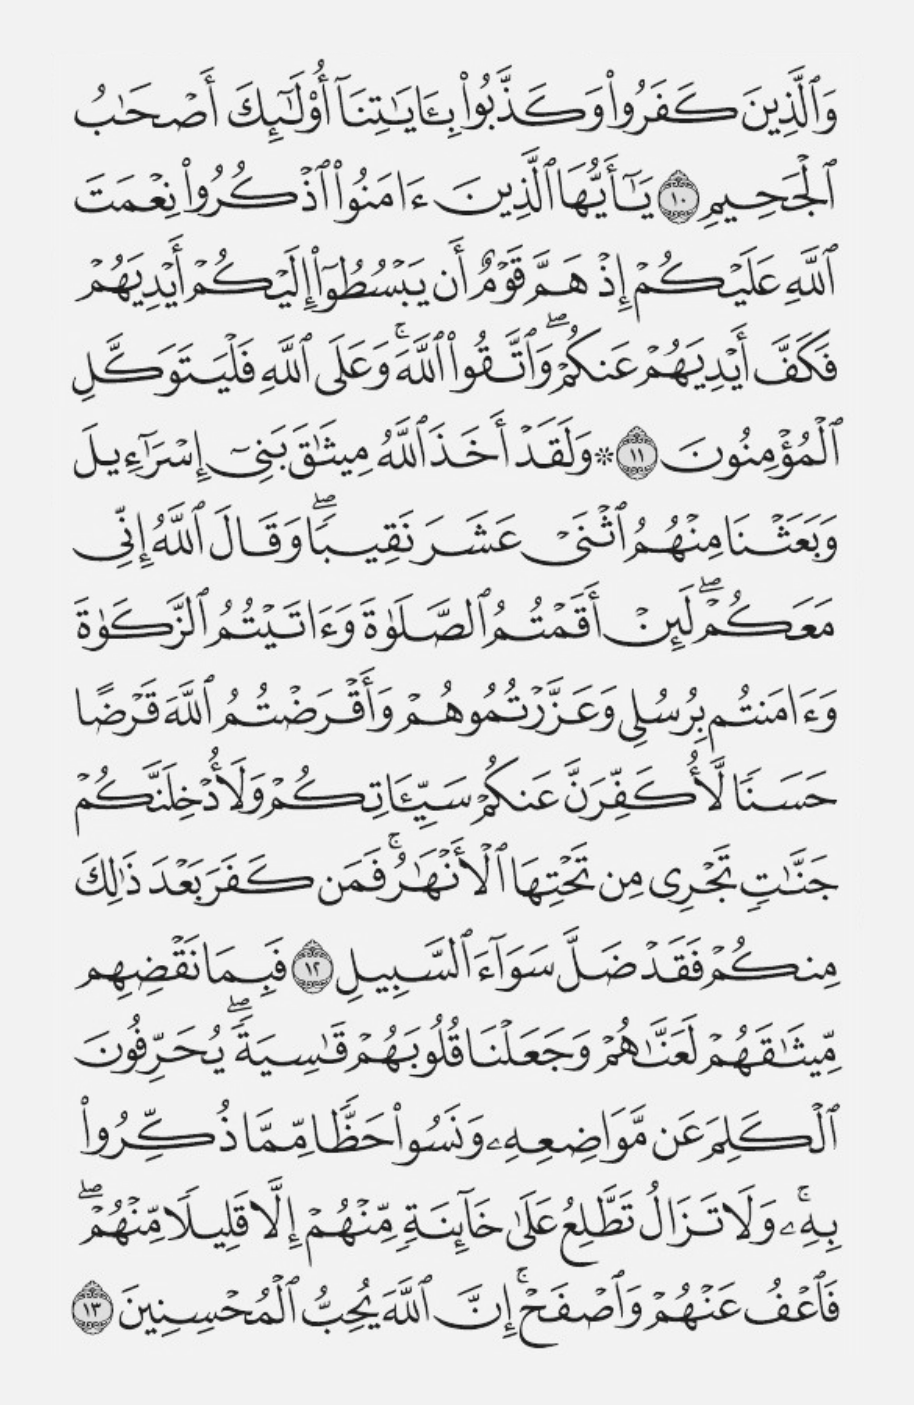 وَٱلَّذِينَ كَفَرُوا۟ وَكَذَّبُوا۟ بِـَٔايَـٰتِنَآ أُو۟لَـٰٓئِكَ أَصْحَـٰبُ
ٱلْجَحِيمِ ١٠ يَـٰٓأَيُّهَا ٱلَّذِينَ ءَامَنُوا۟ ٱذْكُرُوا۟ نِعْمَتَ
ٱللَّهِ عَلَيْكُمْ إِذْ هَمَّ قَوْمٌ أَن يَبْسُطُوٓا۟ إِلَيْكُمْ أَيْدِيَهُمْ
فَكَفَّ أَيْدِيَهُمْ عَنكُمْ ۖ وَٱتَّقُوا۟ ٱللَّهَ ۚ وَعَلَى ٱللَّهِ فَلْيَتَوَكَّلِ
ٱلْمُؤْمِنُونَ ١١ ۞ وَلَقَدْ أَخَذَ ٱللَّهُ مِيثَـٰقَ بَنِىٓ إِسْرَٰٓءِيلَ
وَبَعَثْنَا مِنْهُمُ ٱثْنَىْ عَشَرَ نَقِيبًا ۖ وَقَالَ ٱللَّهُ إِنِّى
مَعَكُمْ ۖ لَئِنْ أَقَمْتُمُ ٱلصَّلَوٰةَ وَءَاتَيْتُمُ ٱلزَّكَوٰةَ
وَءَامَنتُم بِرُسُلِى وَعَزَّرْتُمُوهُمْ وَأَقْرَضْتُمُ ٱللَّهَ قَرْضًا
حَسَنًا لَّأُكَفِّرَنَّ عَنكُمْ سَيِّـَٔاتِكُمْ وَلَأُدْخِلَنَّكُمْ
جَنَّـٰتٍ تَجْرِى مِن تَحْتِهَا ٱلْأَنْهَـٰرُ ۚ فَمَن كَفَرَ بَعْدَ ذَٰلِكَ
مِنكُمْ فَقَدْ ضَلَّ سَوَآءَ ٱلسَّبِيلِ ١٢ فَبِمَا نَقْضِهِم
مِّيثَـٰقَهُمْ لَعَنَّـٰهُمْ وَجَعَلْنَا قُلُوبَهُمْ قَـٰسِيَةً ۖ يُحَرِّفُونَ
ٱلْكَلِمَ عَن مَّوَاضِعِهِۦ وَنَسُوا۟ حَظًّا مِّمَّا ذُكِّرُوا۟
بِهِۦ ۚ وَلَا تَزَالُ تَطَّلِعُ عَلَىٰ خَآئِنَةٍ مِّنْهُمْ إِلَّا قَلِيلًا مِّنْهُمْ ۖ
فَٱعْفُ عَنْهُمْ وَٱصْفَحْ ۚ إِنَّ ٱللَّهَ يُحِبُّ ٱلْمُحْسِنِينَ ١٣